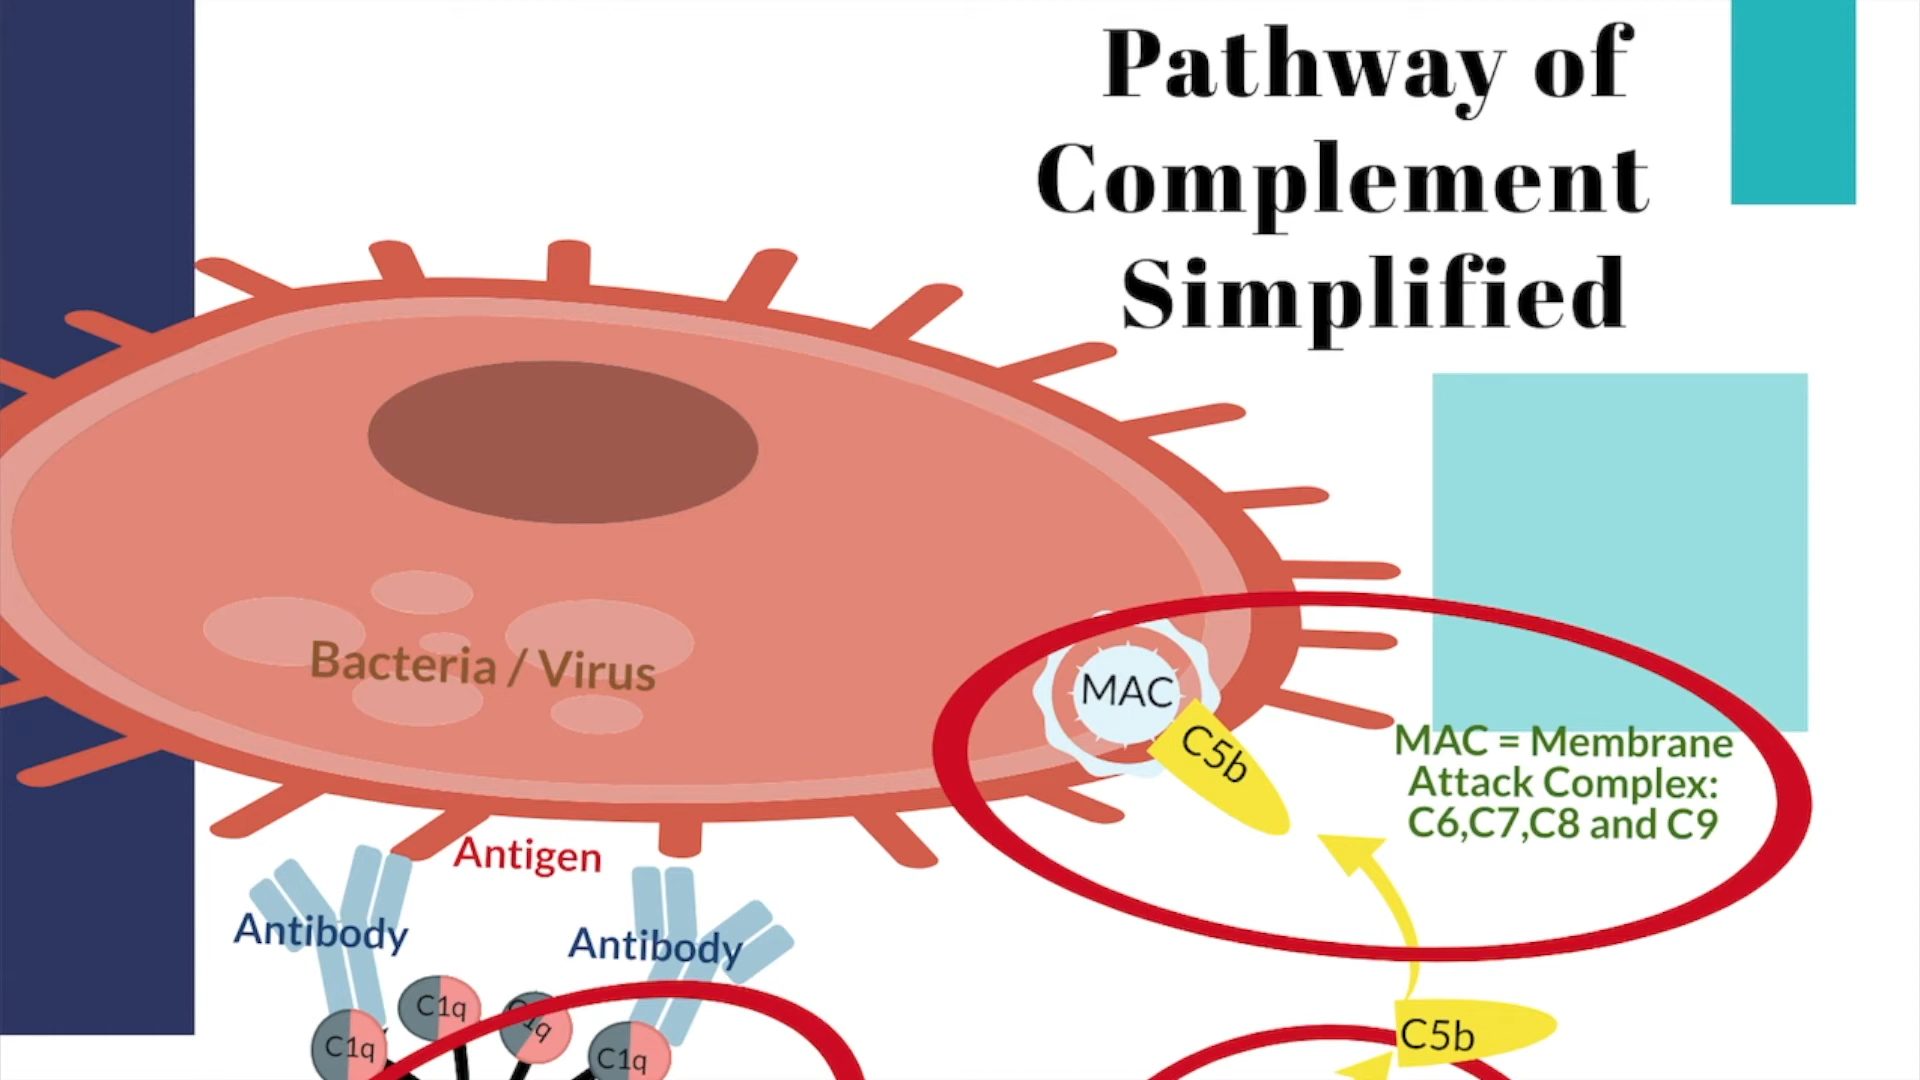 Pathway of
Complement
Simplified
Bacteria / Virus
MAC
C5b
MAC = Membrane
Attack Complex:
C6,C7,C8 and C9
Antigen
Antibody
Antibody
C1q
C1q
C1q
C1q
C5b